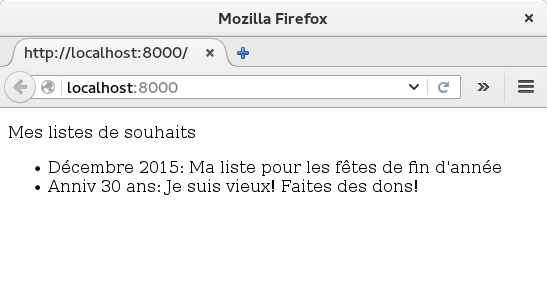 Mozilla Firefox
http://localhost:8000/
localhost:8000
Mes listes de souhaits
Décembre 2015: Ma liste pour les fêtes de fin d'année
Anniv 30 ans: Je suis vieux! Faites des dons!